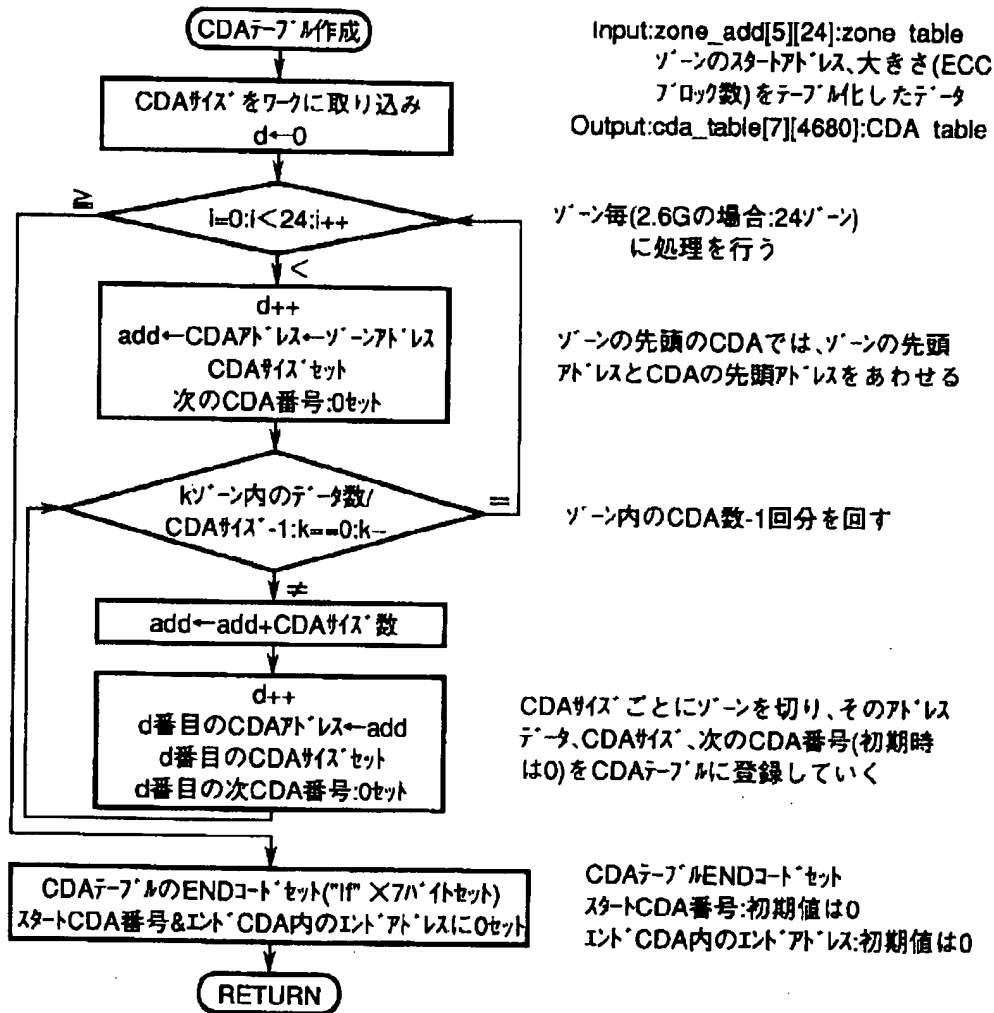 CDAﾃｰﾌﾞﾙ作成
Input:zone_add[5][24]:zone table
ｿﾞｰﾝのｽﾀｰﾄｱﾄﾞﾚｽ、大きさ(ECC
ﾌﾞﾛｯｸ数)をﾃｰﾌﾞﾙ化したﾃﾞｰﾀ
Output:cda_table[7][4680]:CDA table
CDAｻｲｽﾞをﾜｰｸに取り込み
d←0
≧
i=0:i<24:i++
<
ｿﾞｰﾝ毎(2.6Gの場合:24ｿﾞｰﾝ)
に処理を行う
d++
add←CDAｱﾄﾞﾚｽ←ｿﾞｰﾝｱﾄﾞﾚｽ
CDAｻｲｽﾞｾｯﾄ
次のCDA番号:0ｾｯﾄ
ｿﾞｰﾝの先頭のCDAでは、ｿﾞｰﾝの先頭
ｱﾄﾞﾚｽとCDAの先頭ｱﾄﾞﾚｽをあわせる
kｿﾞｰﾝ内のﾃﾞｰﾀ数/
CDAｻｲｽﾞ-1:k==0:k--
=
≠
ｿﾞｰﾝ内のCDA数-1回分を回す
add←add+CDAｻｲｽﾞ数
d++
d番目のCDAｱﾄﾞﾚｽ←add
d番目のCDAｻｲｽﾞｾｯﾄ
d番目の次CDA番号:0ｾｯﾄ
CDAｻｲｽﾞごとにｿﾞｰﾝを切り、そのｱﾄﾞﾚｽ
ﾃﾞｰﾀ、CDAｻｲｽﾞ、次のCDA番号(初期時
は0)をCDAﾃｰﾌﾞﾙに登録していく
CDAﾃｰﾌﾞﾙのENDｺｰﾄﾞｾｯﾄ("ff" ×7ﾊﾞｲﾄｾｯﾄ)
ｽﾀｰﾄCDA番号&ｴﾝﾄﾞCDA内のｴﾝﾄﾞｱﾄﾞﾚｽに0ｾｯﾄ
CDAﾃｰﾌﾞﾙENDｺｰﾄﾞｾｯﾄ
ｽﾀｰﾄCDA番号:初期値は0
ｴﾝﾄﾞCDA内のｴﾝﾄﾞｱﾄﾞﾚｽ:初期値は0
RETURN